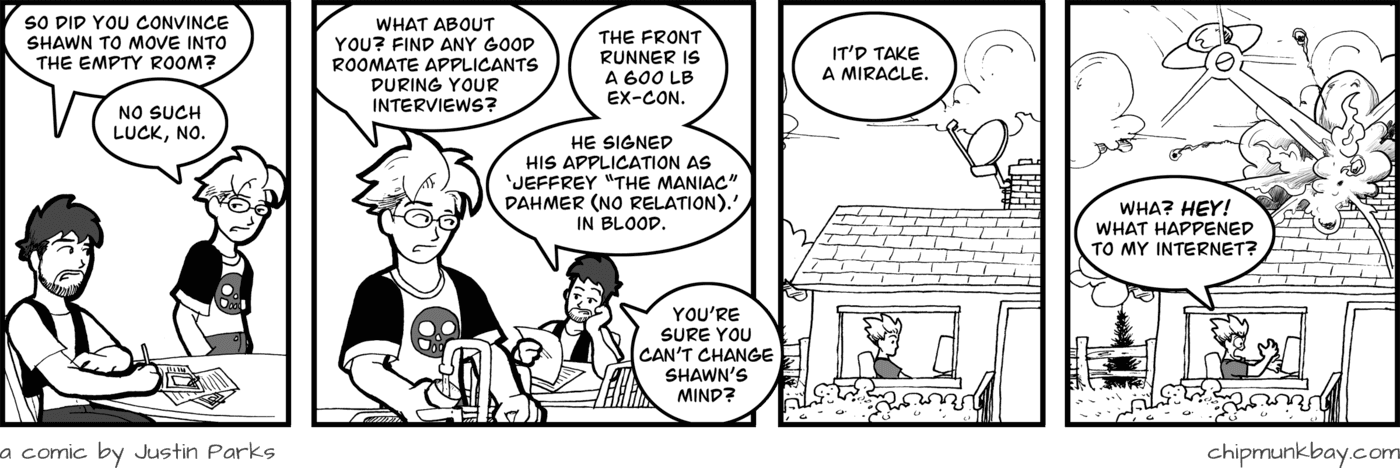 SO DID YOU CONVINCE
SHAWN TO MOVE INTO
THE EMPTY ROOM?
NO SUCH
LUCK, NO.
WHAT ABOUT
YOU? FIND ANY GOOD
ROOMATE APPLICANTS
DURING YOUR
INTERVIEWS?
THE FRONT
RUNNER IS
A 600 LB
EX-CON.
HE SIGNED
HIS APPLICATION AS
'JEFFREY "THE MANIAC"
DAHMER (NO RELATION).'
IN BLOOD.
YOU'RE
SURE YOU
CAN'T CHANGE
SHAWN'S
MIND?
IT'D TAKE
A MIRACLE.
WHA? HEY!
WHAT HAPPENED
TO MY INTERNET?
a comic by Justin Parks
chipmunkbay.com